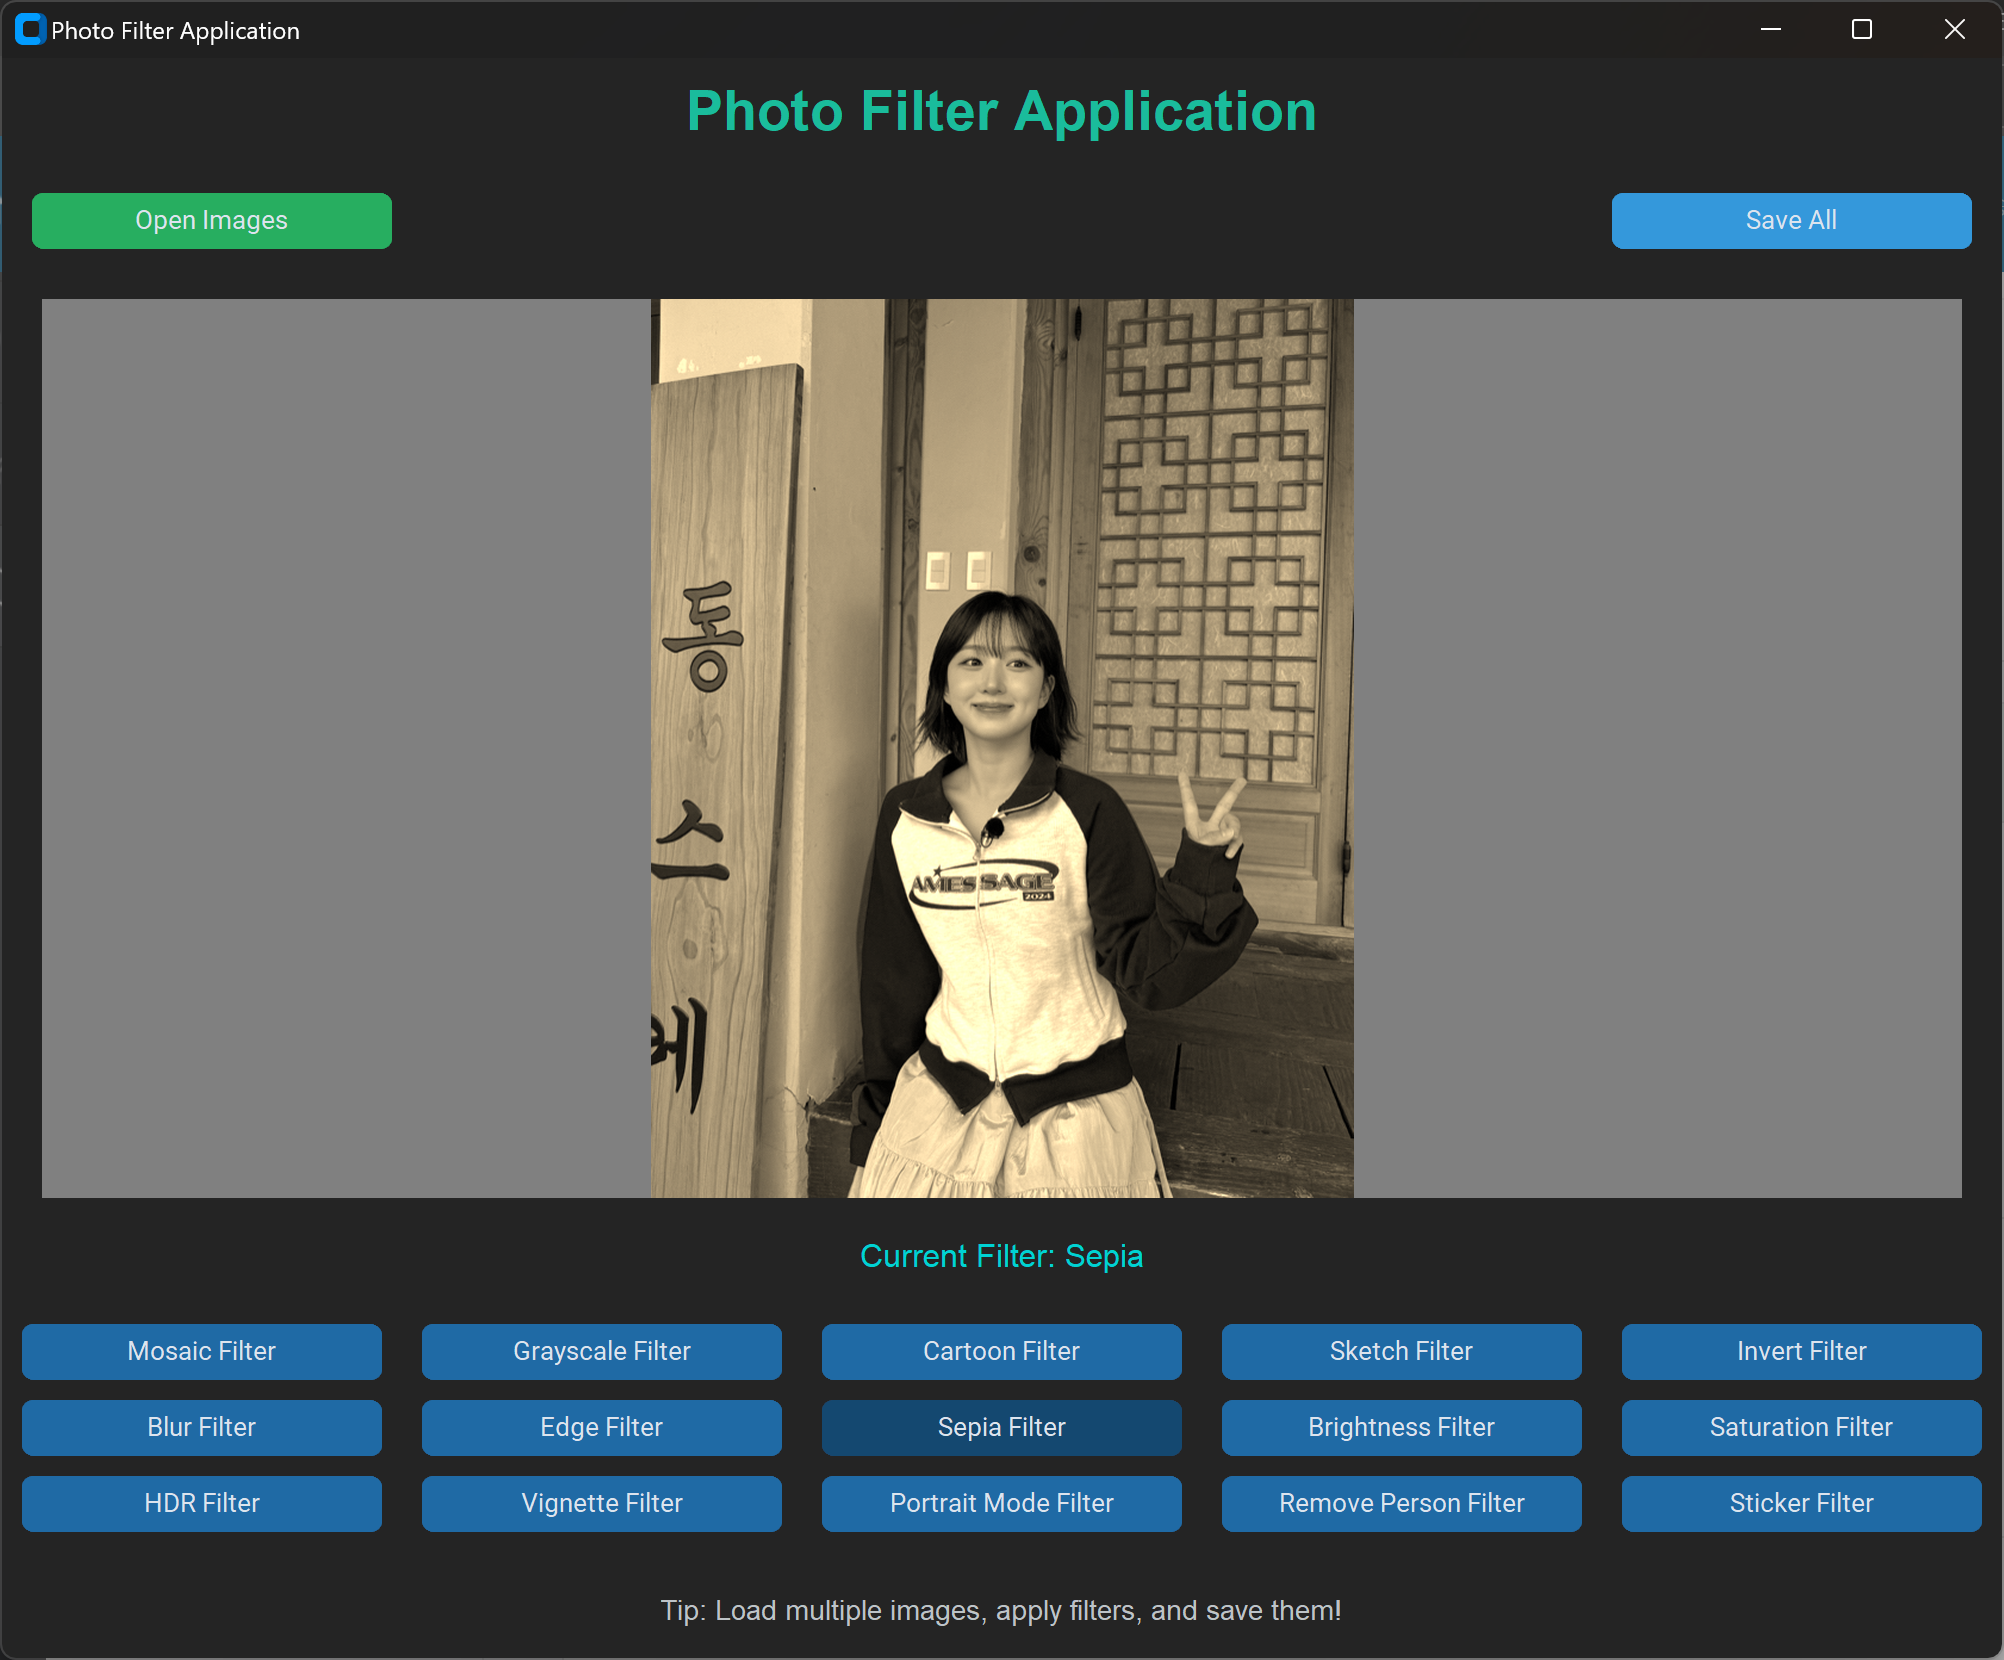 Photo Filter Application
Photo Filter Application
Open Images
Save All
동
스
테
AMESSAGE
2024
Current Filter: Sepia
Mosaic Filter
Grayscale Filter
Cartoon Filter
Sketch Filter
Invert Filter
Blur Filter
Edge Filter
Sepia Filter
Brightness Filter
Saturation Filter
HDR Filter
Vignette Filter
Portrait Mode Filter
Remove Person Filter
Sticker Filter
Tip: Load multiple images, apply filters, and save them!